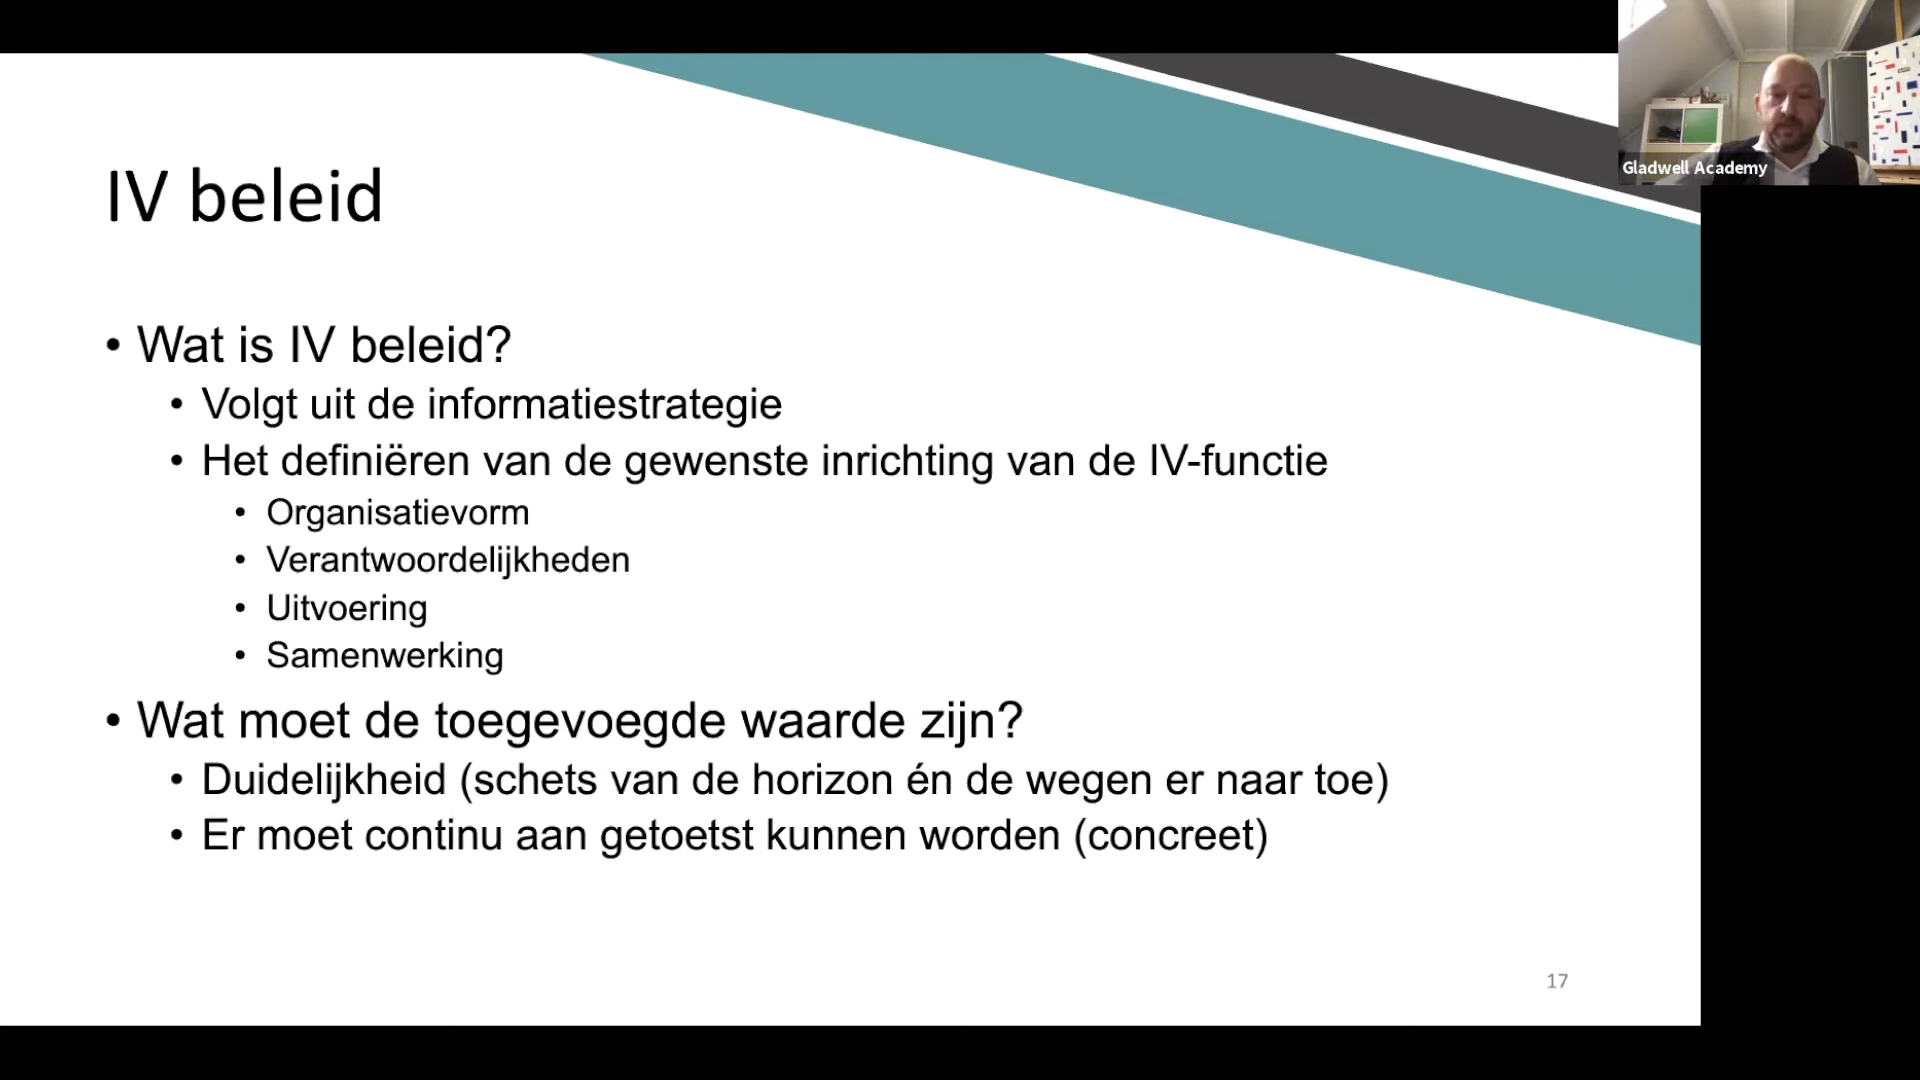 Gladwell Academy
IV beleid
• Wat is IV beleid?
• Volgt uit de informatiestrategie
• Het definiëren van de gewenste inrichting van de IV-functie
• Organisatievorm
• Verantwoordelijkheden
• Uitvoering
• Samenwerking
• Wat moet de toegevoegde waarde zijn?
• Duidelijkheid (schets van de horizon én de wegen er naar toe)
• Er moet continu aan getoetst kunnen worden (concreet)
17